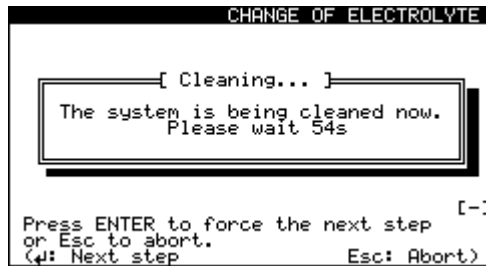 CHANGE OF ELECTROLYTE
[ Cleaning... ]
The system is being cleaned now.
Please wait 54s
[-]
Press ENTER to force the next step
or Esc to abort.
(↵: Next step Esc: Abort)